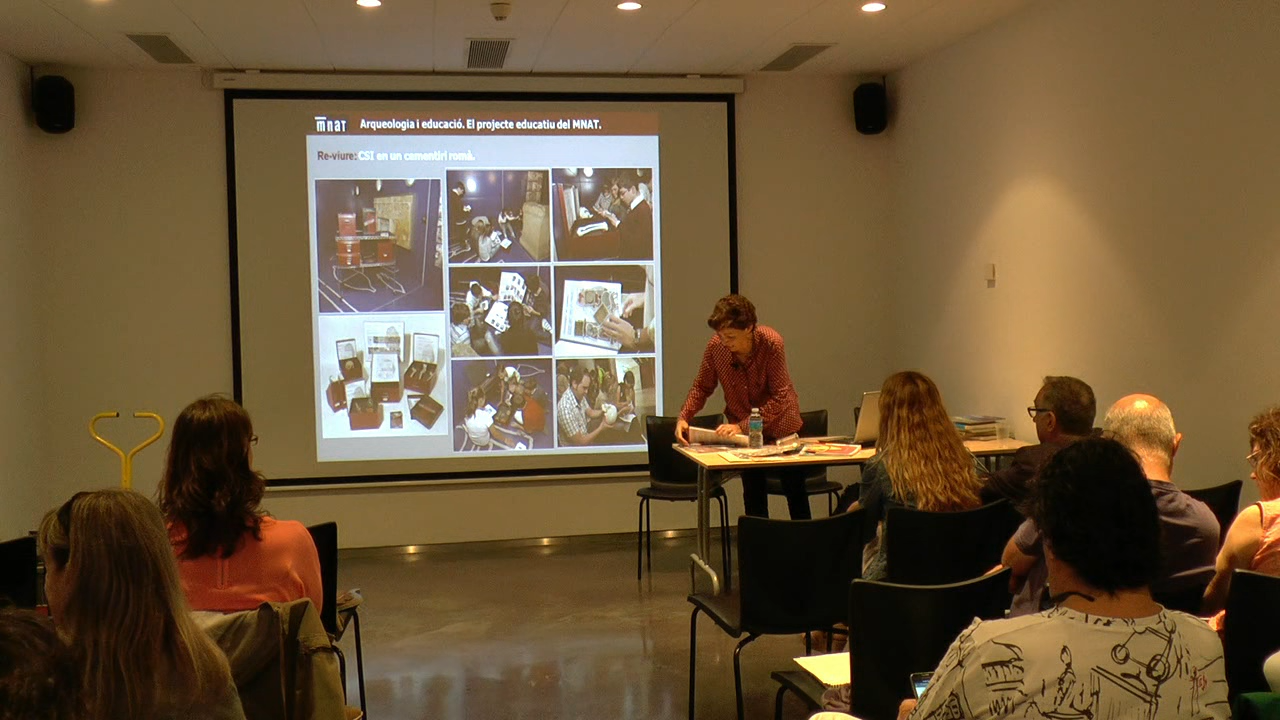 mnat Arqueologia i educació. El projecte educatiu del MNAT.
Re-viure: CSI en un cementiri romà.